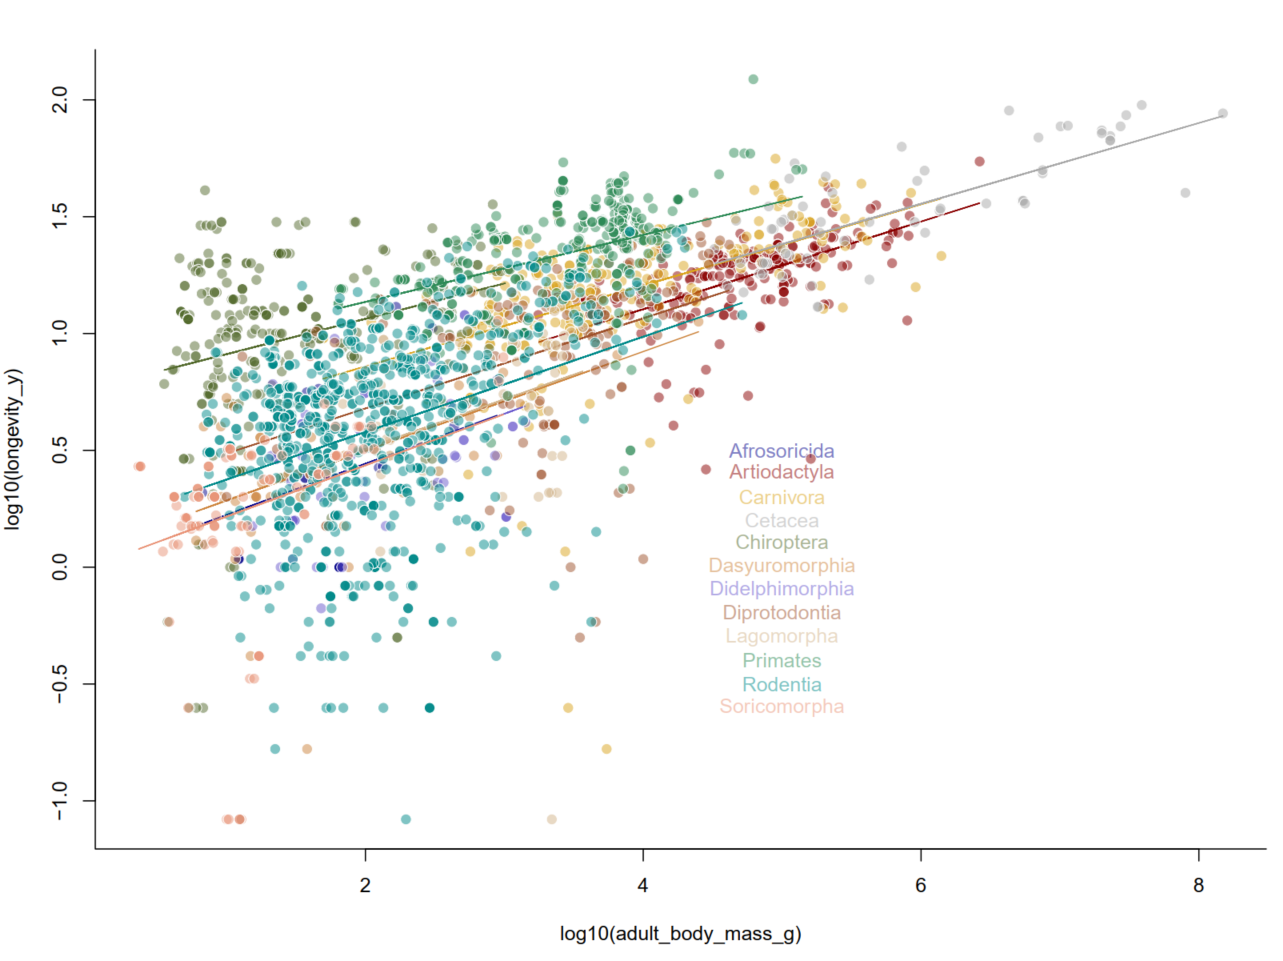 log10(longevity_y)
2.0
1.5
1.0
0.5
0.0
−0.5
−1.0
Afrosoricida
Artiodactyla
Carnivora
Cetacea
Chiroptera
Dasyuromorphia
Didelphimorphia
Diprotodontia
Lagomorpha
Primates
Rodentia
Soricomorpha
2 4 6 8
log10(adult_body_mass_g)